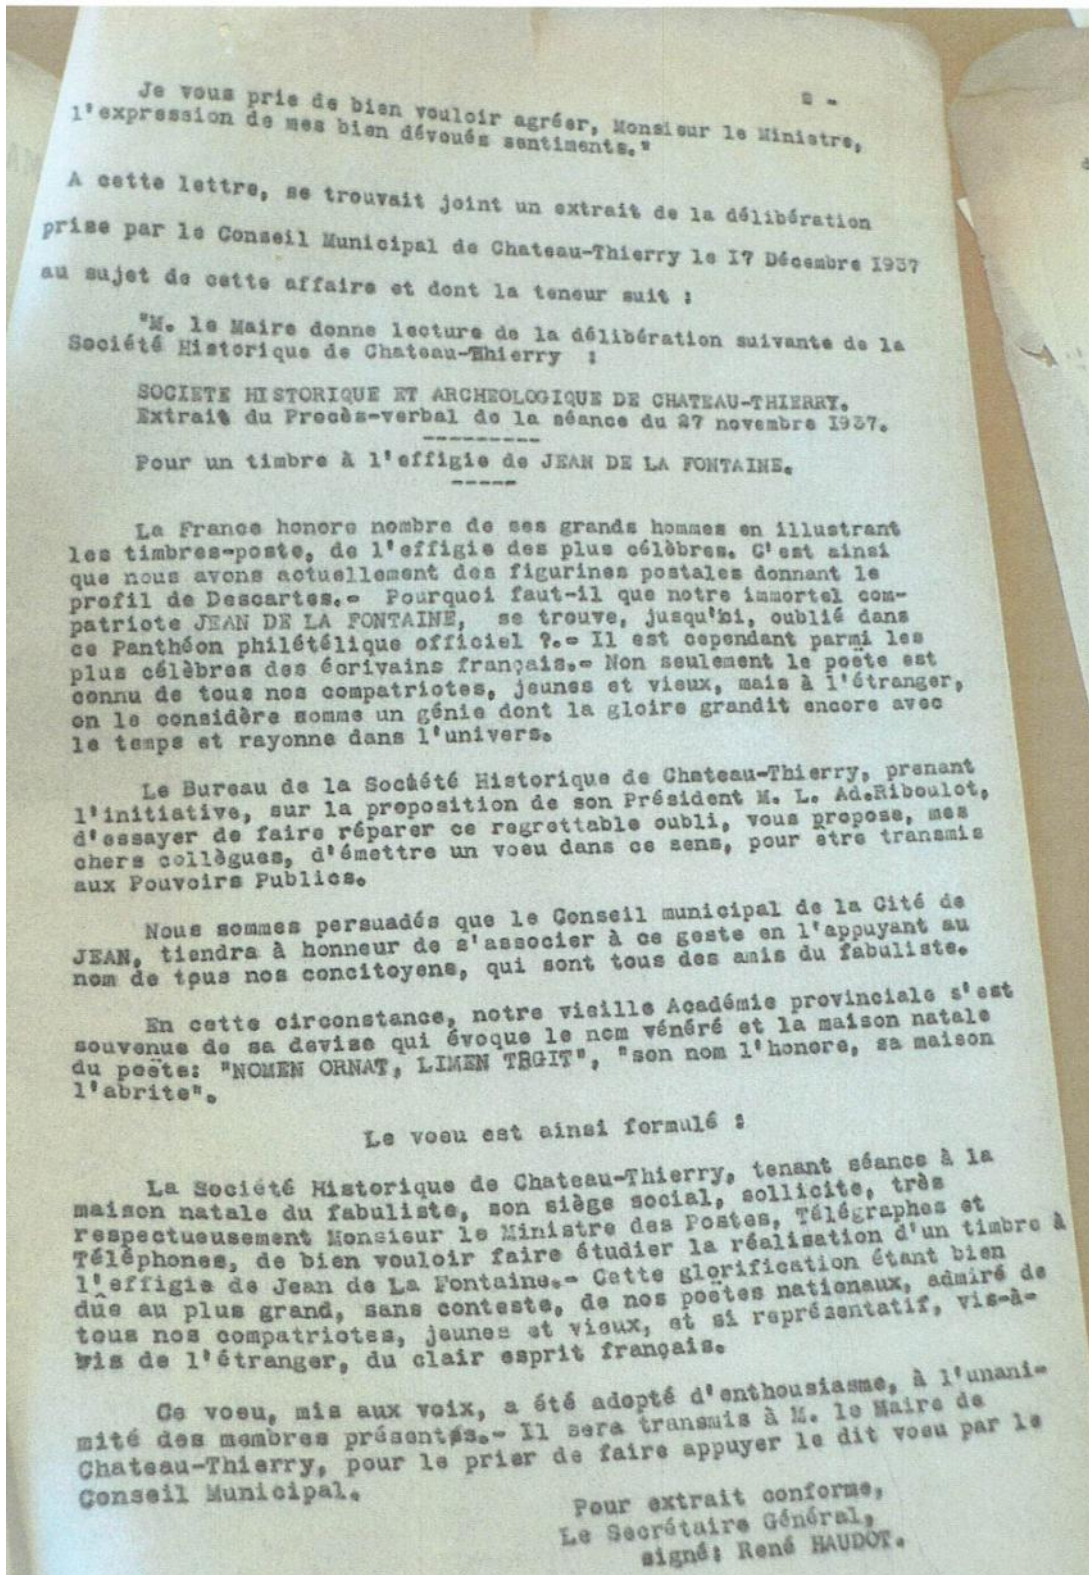 2 -
Je vous prie de bien vouloir agréer, Monsieur le Ministre,
l'expression de mes bien dévoués sentiments."
A cette lettre, se trouvait joint un extrait de la délibération
prise par le Conseil Municipal de Chateau-Thierry le I7 Décembre I937
au sujet de cette affaire et dont la teneur suit :
"M. le Maire donne lecture de la délibération suivante de la
Société Historique de Chateau-Thierry :
SOCIETE HISTORIQUE ET ARCHEOLOGIQUE DE CHATEAU-THIERRY.
Extrait du Procès-verbal de la séance du 27 novembre I937.
---------
Pour un timbre à l'effigie de JEAN DE LA FONTAINE.
-----
La France honore nombre de ses grands hommes en illustrant
les timbres-poste, de l'effigie des plus célèbres. C'est ainsi
que nous avons actuellement des figurines postales donnant le
profil de Descartes.- Pourquoi faut-il que notre immortel com-
patriote JEAN DE LA FONTAINE, se trouve, jusqu'ici, oublié dans
ce Panthéon philétélique officiel ?.- Il est cependant parmi les
plus célèbres des écrivains français.- Non seulement le poëte est
connu de tous nos compatriotes, jeunes et vieux, mais à l'étranger,
on le considère somme un génie dont la gloire grandit encore avec
le temps et rayonne dans l'univers.
Le Bureau de la Société Historique de Chateau-Thierry, prenant
l'initiative, sur la proposition de son Président M. L. Ad.Riboulot,
d'essayer de faire réparer ce regrettable oubli, vous propose, mes
chers collègues, d'émettre un voeu dans ce sens, pour être transmis
aux Pouvoirs Publics.
Nous sommes persuadés que le Conseil municipal de la Cité de
JEAN, tiendra à honneur de s'associer à ce geste en l'appuyant au
nom de tous nos concitoyens, qui sont tous des amis du fabuliste.
En cette circonstance, notre vieille Académie provinciale s'est
souvenue de sa devise qui évoque le nom vénéré et la maison natale
du poëte: "NOMEN ORNAT, LIMEN TEGIT", "son nom l'honore, sa maison
l'abrite".
Le voeu est ainsi formulé :
La Société Historique de Chateau-Thierry, tenant séance à la
maison natale du fabuliste, son siège social, sollicite, très
respectueusement Monsieur le Ministre des Postes, Télégraphes et
Téléphones, de bien vouloir faire étudier la réalisation d'un timbre à
l'effigie de Jean de La Fontaine.- Cette glorification étant bien
dûe au plus grand, sans conteste, de nos poëtes nationaux, admiré de
tous nos compatriotes, jeunes et vieux, et si représentatif, vis-à-
vis de l'étranger, du clair esprit français.
Ce voeu, mis aux voix, a été adopté d'enthousiasme, à l'unani-
mité des membres présents.- Il sera transmis à M. le Maire de
Chateau-Thierry, pour le prier de faire appuyer le dit voeu par le
Conseil Municipal.
Pour extrait conforme,
Le Secrétaire Général,
signé: René HAUDOT.